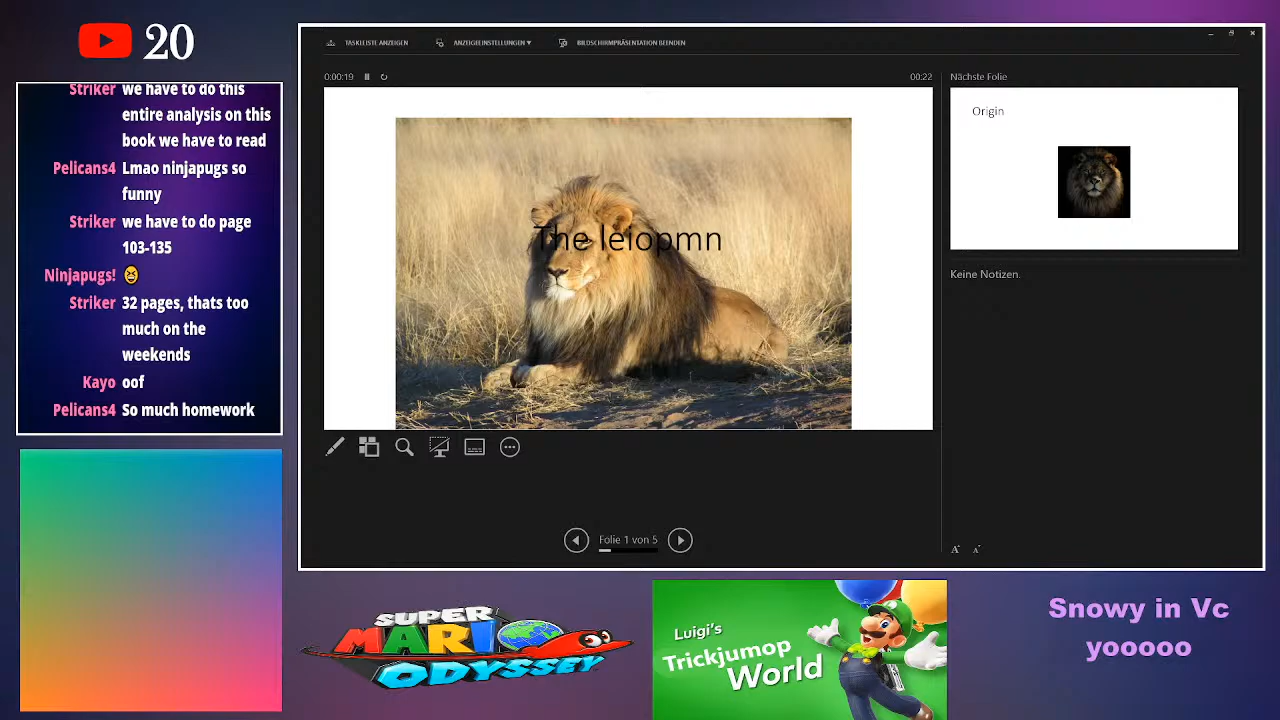 20
Striker we have to do this
entire analysis on this
book we have to read
Pelicans4 Lmao ninjapugs so
funny
Striker we have to do page
103-135
Ninjapugs! 😆
Striker 32 pages, thats too
much on the
weekends
Kayo oof
Pelicans4 So much homework
TASKLEISTE ANZEIGEN
ANZEIGEEINSTELLUNGEN ▼
BILDSCHIRMPRÄSENTATION BEENDEN
0:00:19
00:22
The leiopmn
Folie 1 von 5
Nächste Folie
Origin
Keine Notizen.
A A
SUPER
MARIO
ODYSSEY
Luigi's
Trickjumop
World
Snowy in Vc
yooooo